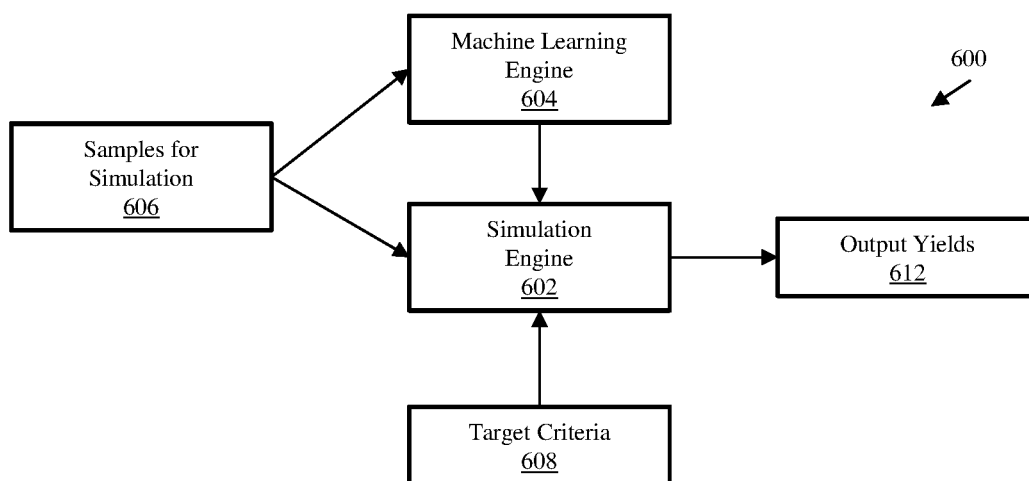 Machine Learning
Engine
604
600
Samples for
Simulation
606
Simulation
Engine
602
Output Yields
612
Target Criteria
608